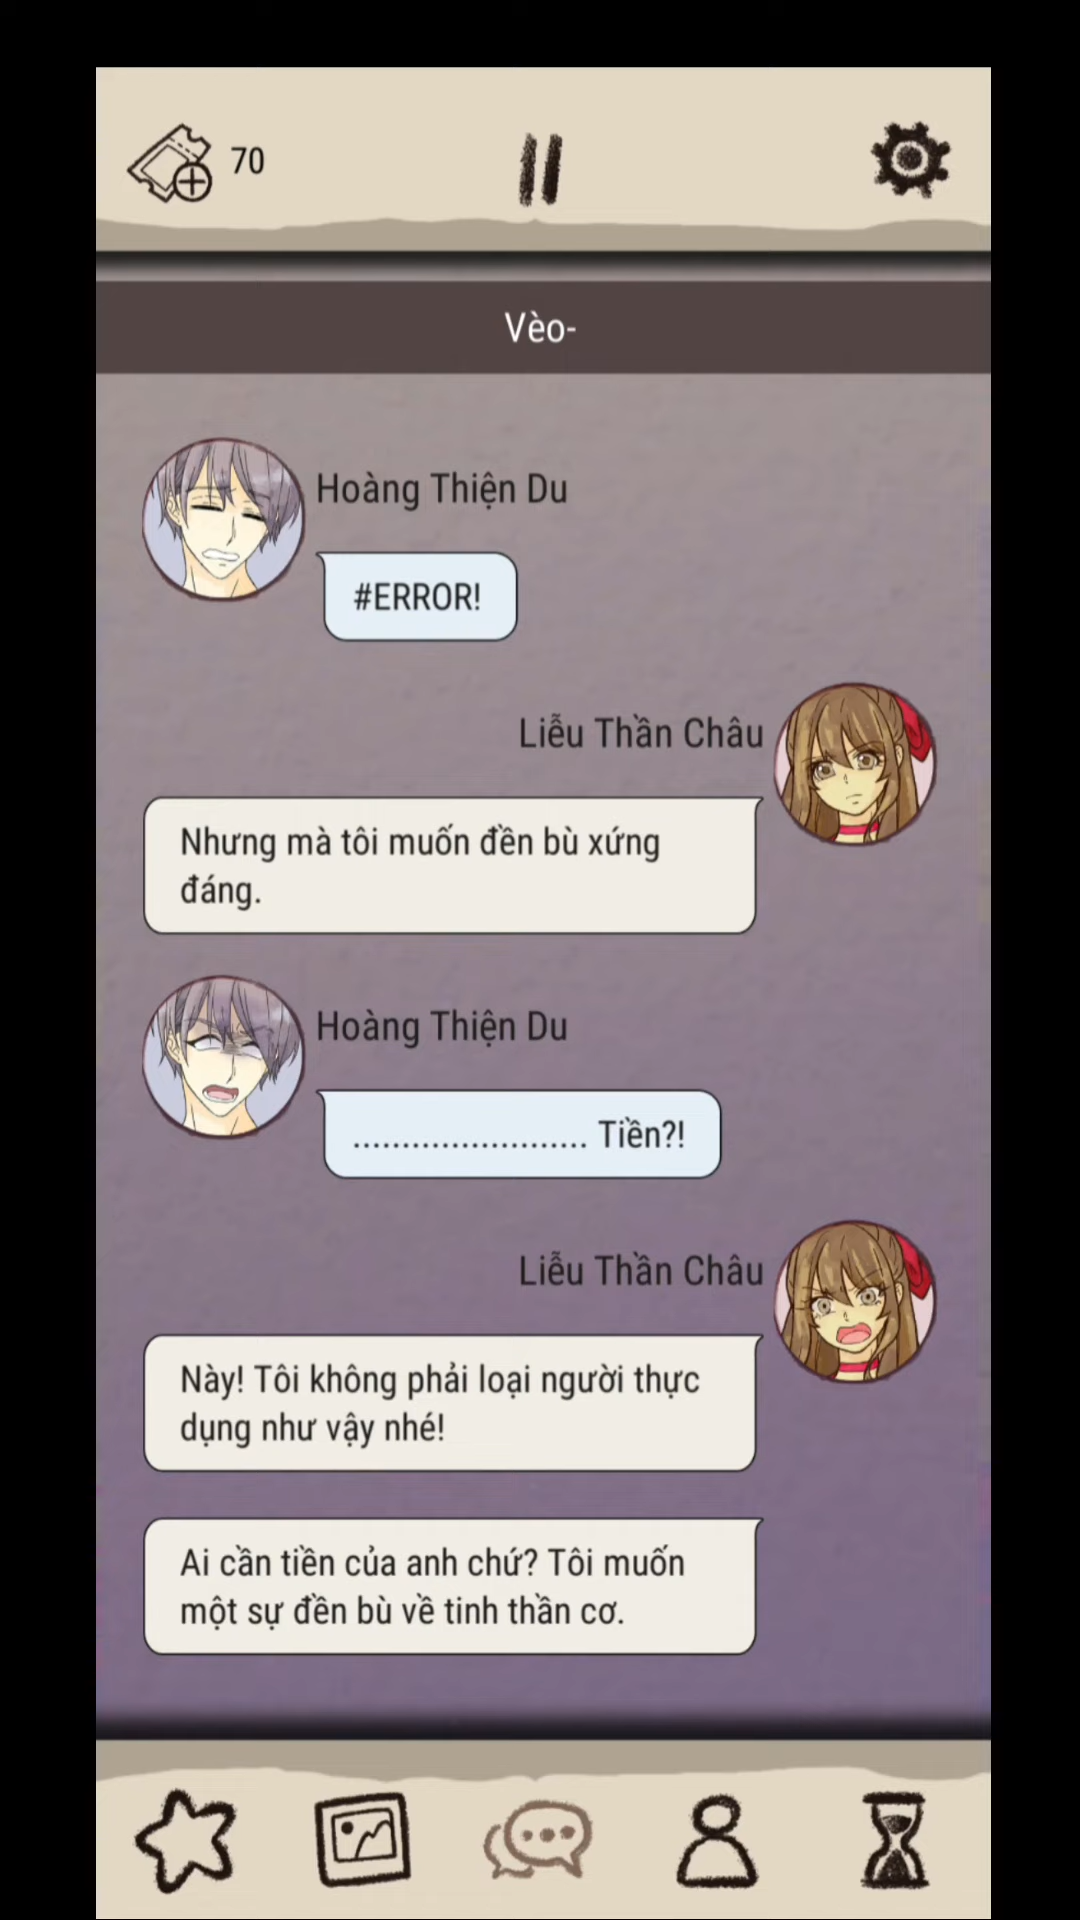 70
Vèo-
Hoàng Thiện Du
#ERROR!
Liễu Thần Châu
Nhưng mà tôi muốn đền bù xứng
đáng.
Hoàng Thiện Du
........................ Tiền?!
Liễu Thần Châu
Này! Tôi không phải loại người thực
dụng như vậy nhé!
Ai cần tiền của anh chứ? Tôi muốn
một sự đền bù về tinh thần cơ.